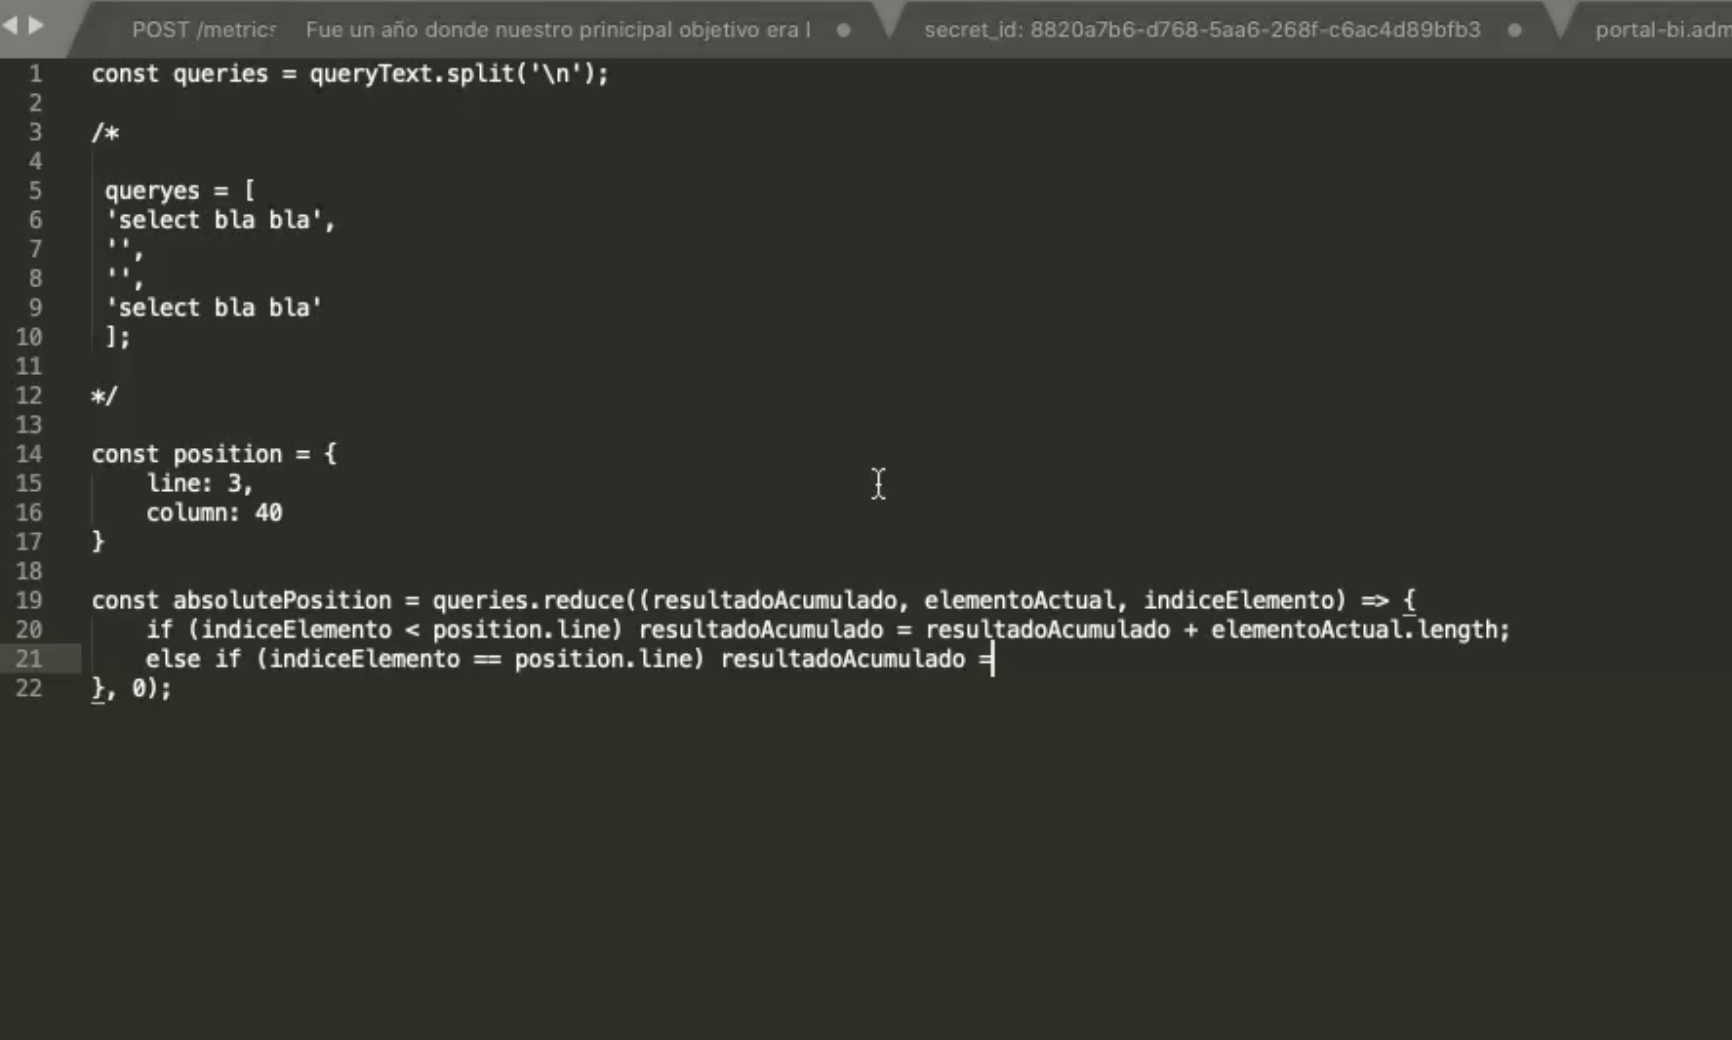 POST /metrics
Fue un año donde nuestro prinicipal objetivo era l
secret_id: 8820a7b6-d768-5aa6-268f-c6ac4d89bfb3
portal-bi.adm
1 const queries = queryText.split('\n');
2
3 /*
4
5 queryes = [
6 'select bla bla',
7 '',
8 '',
9 'select bla bla'
10 ];
11
12 */
13
14 const position = {
15 line: 3,
16 column: 40
17 }
18
19 const absolutePosition = queries.reduce((resultadoAcumulado, elementoActual, indiceElemento) => {
20 if (indiceElemento < position.line) resultadoAcumulado = resultadoAcumulado + elementoActual.length;
21 else if (indiceElemento == position.line) resultadoAcumulado =
22 }, 0);